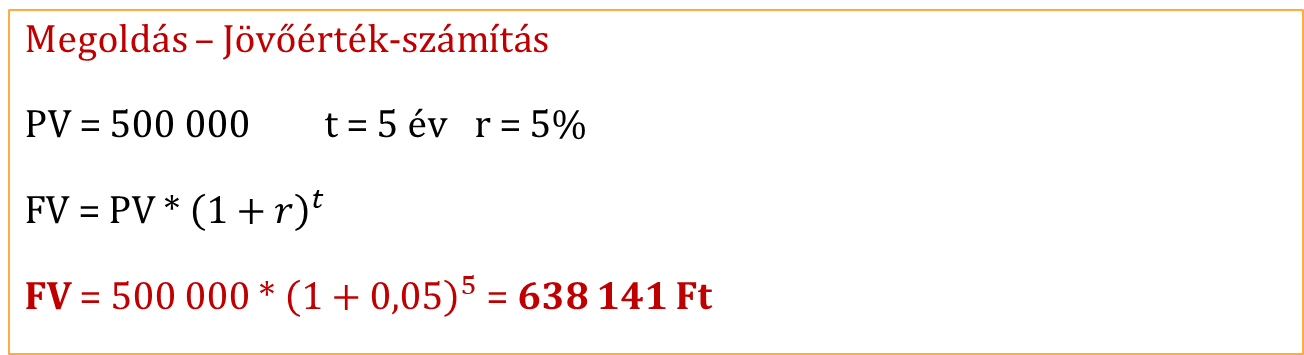 Megoldás – Jövőérték-számítás
PV = 500 000 t = 5 év r = 5%
FV = PV * (1 + r)^t
FV = 500 000 * (1 + 0,05)^5 = 638 141 Ft